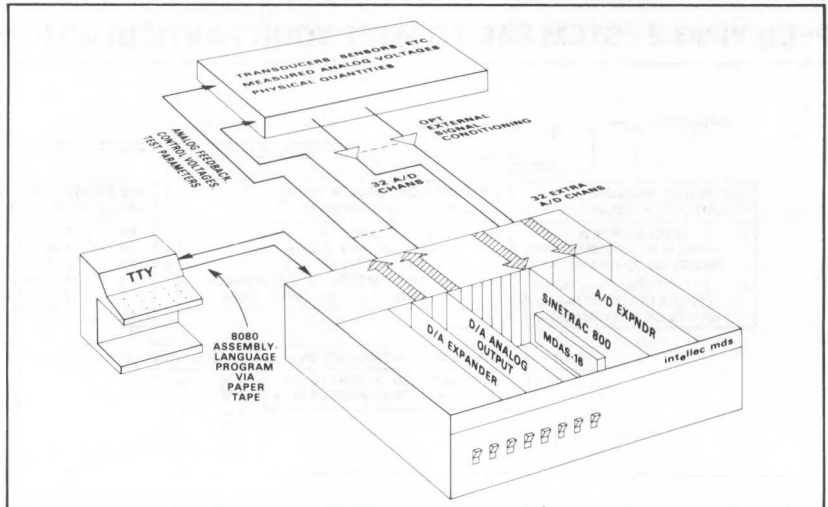 TRANSDUCERS, SENSORS, ETC
MEASURED ANALOG VOLTAGES
PHYSICAL QUANTITIES
OPT
EXTERNAL
SIGNAL
CONDITIONING
ANALOG FEEDBACK
CONTROL VOLTAGES,
TEST PARAMETERS
32 A/D
CHANS
32 EXTRA
A/D CHANS
TTY
8080
ASSEMBLY-
LANGUAGE
PROGRAM
VIA
PAPER
TAPE
D/A EXPANDER
D/A ANALOG
OUTPUT
SINETRAC 800
MDAS-16
A/D EXPNDR
intellec mds